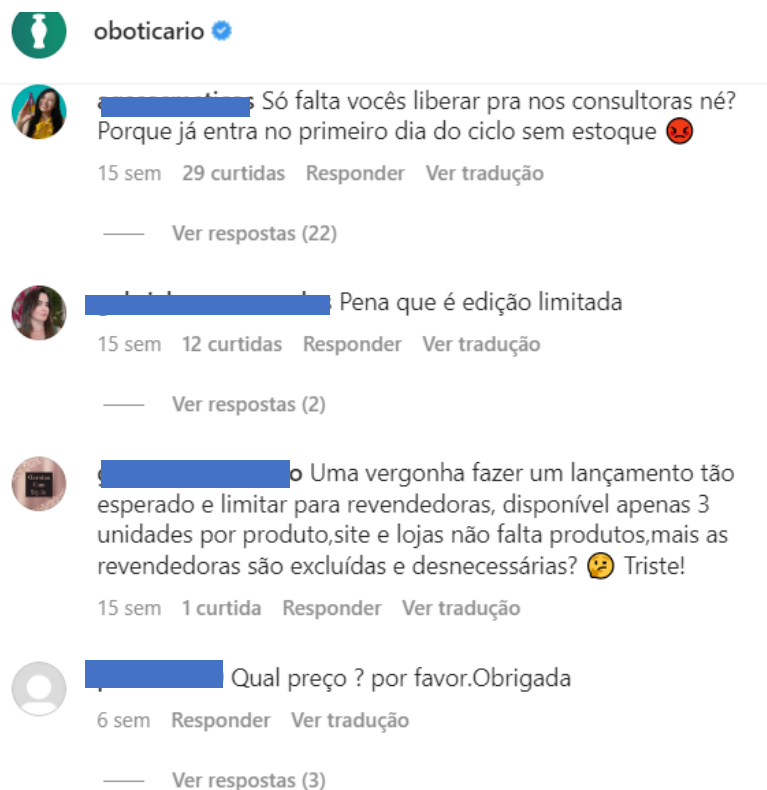 oboticario
Só falta vocês liberar pra nos consultoras né?
Porque já entra no primeiro dia do ciclo sem estoque 😡
15 sem 29 curtidas Responder Ver tradução
Ver respostas (22)
Pena que é edição limitada
15 sem 12 curtidas Responder Ver tradução
Ver respostas (2)
Uma vergonha fazer um lançamento tão
esperado e limitar para revendedoras, disponível apenas 3
unidades por produto,site e lojas não falta produtos,mais as
revendedoras são excluídas e desnecessárias? 🤔 Triste!
15 sem 1 curtida Responder Ver tradução
Qual preço ? por favor.Obrigada
6 sem Responder Ver tradução
Ver respostas (3)